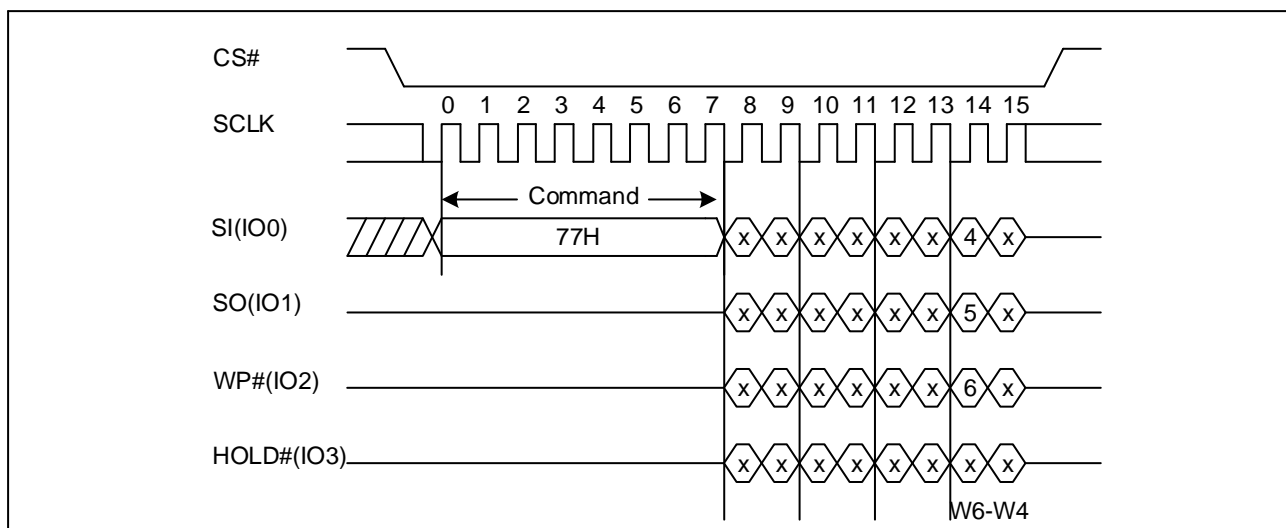 CS#
0 1 2 3 4 5 6 7 8 9 10 11 12 13 14 15
SCLK
Command
SI(IO0) 77H x x x x x x 4 x
SO(IO1) x x x x x x 5 x
WP#(IO2) x x x x x x 6 x
HOLD#(IO3) x x x x x x x x
W6-W4